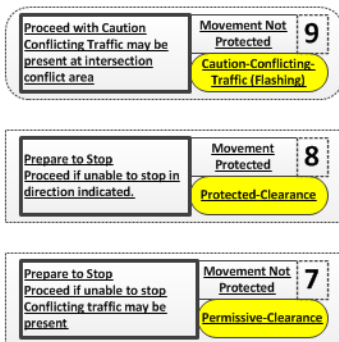 Proceed with Caution
Conflicting Traffic may be
present at intersection
conflict area
Movement Not
Protected
9
Caution-Conflicting-
Traffic (Flashing)
Prepare to Stop
Proceed if unable to stop in
direction indicated.
Movement
Protected
8
Protected-Clearance
Prepare to Stop
Proceed if unable to stop
Conflicting traffic may be
present
Movement Not
Protected
7
Permissive-Clearance